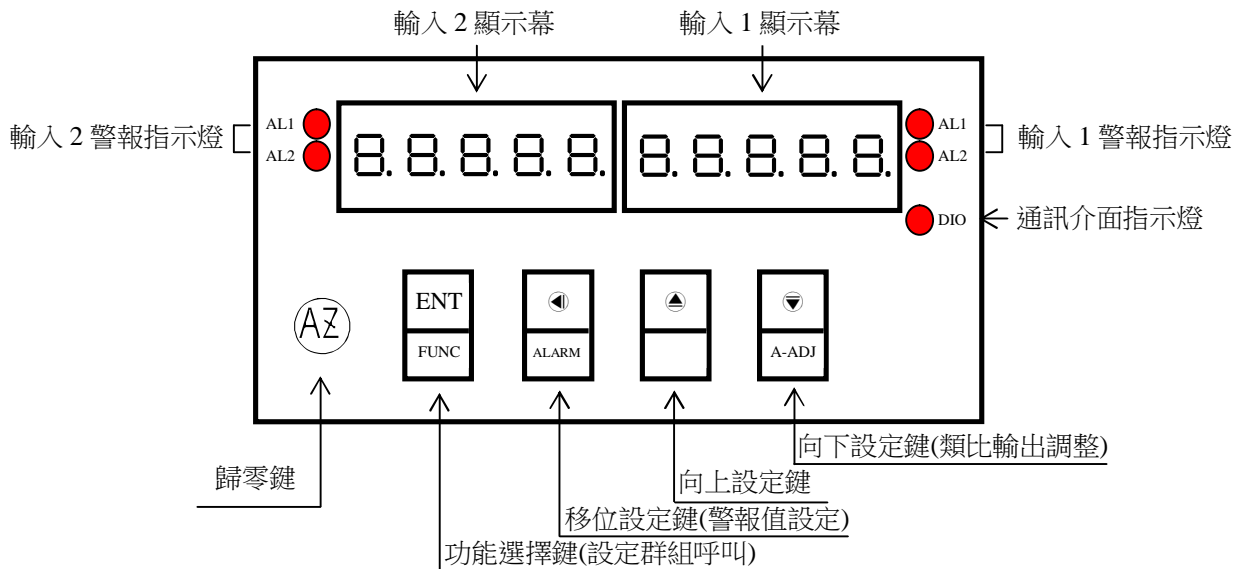 輸入 2 顯示幕
輸入 1 顯示幕
輸入 2 警報指示燈
AL1
AL2
8.8.8.8.8.
8.8.8.8.8.
AL1
AL2
輸入 1 警報指示燈
DIO
通訊介面指示燈
AZ
ENT
FUNC
ALARM
A-ADJ
向下設定鍵(類比輸出調整)
歸零鍵
向上設定鍵
移位設定鍵(警報值設定)
功能選擇鍵(設定群組呼叫)